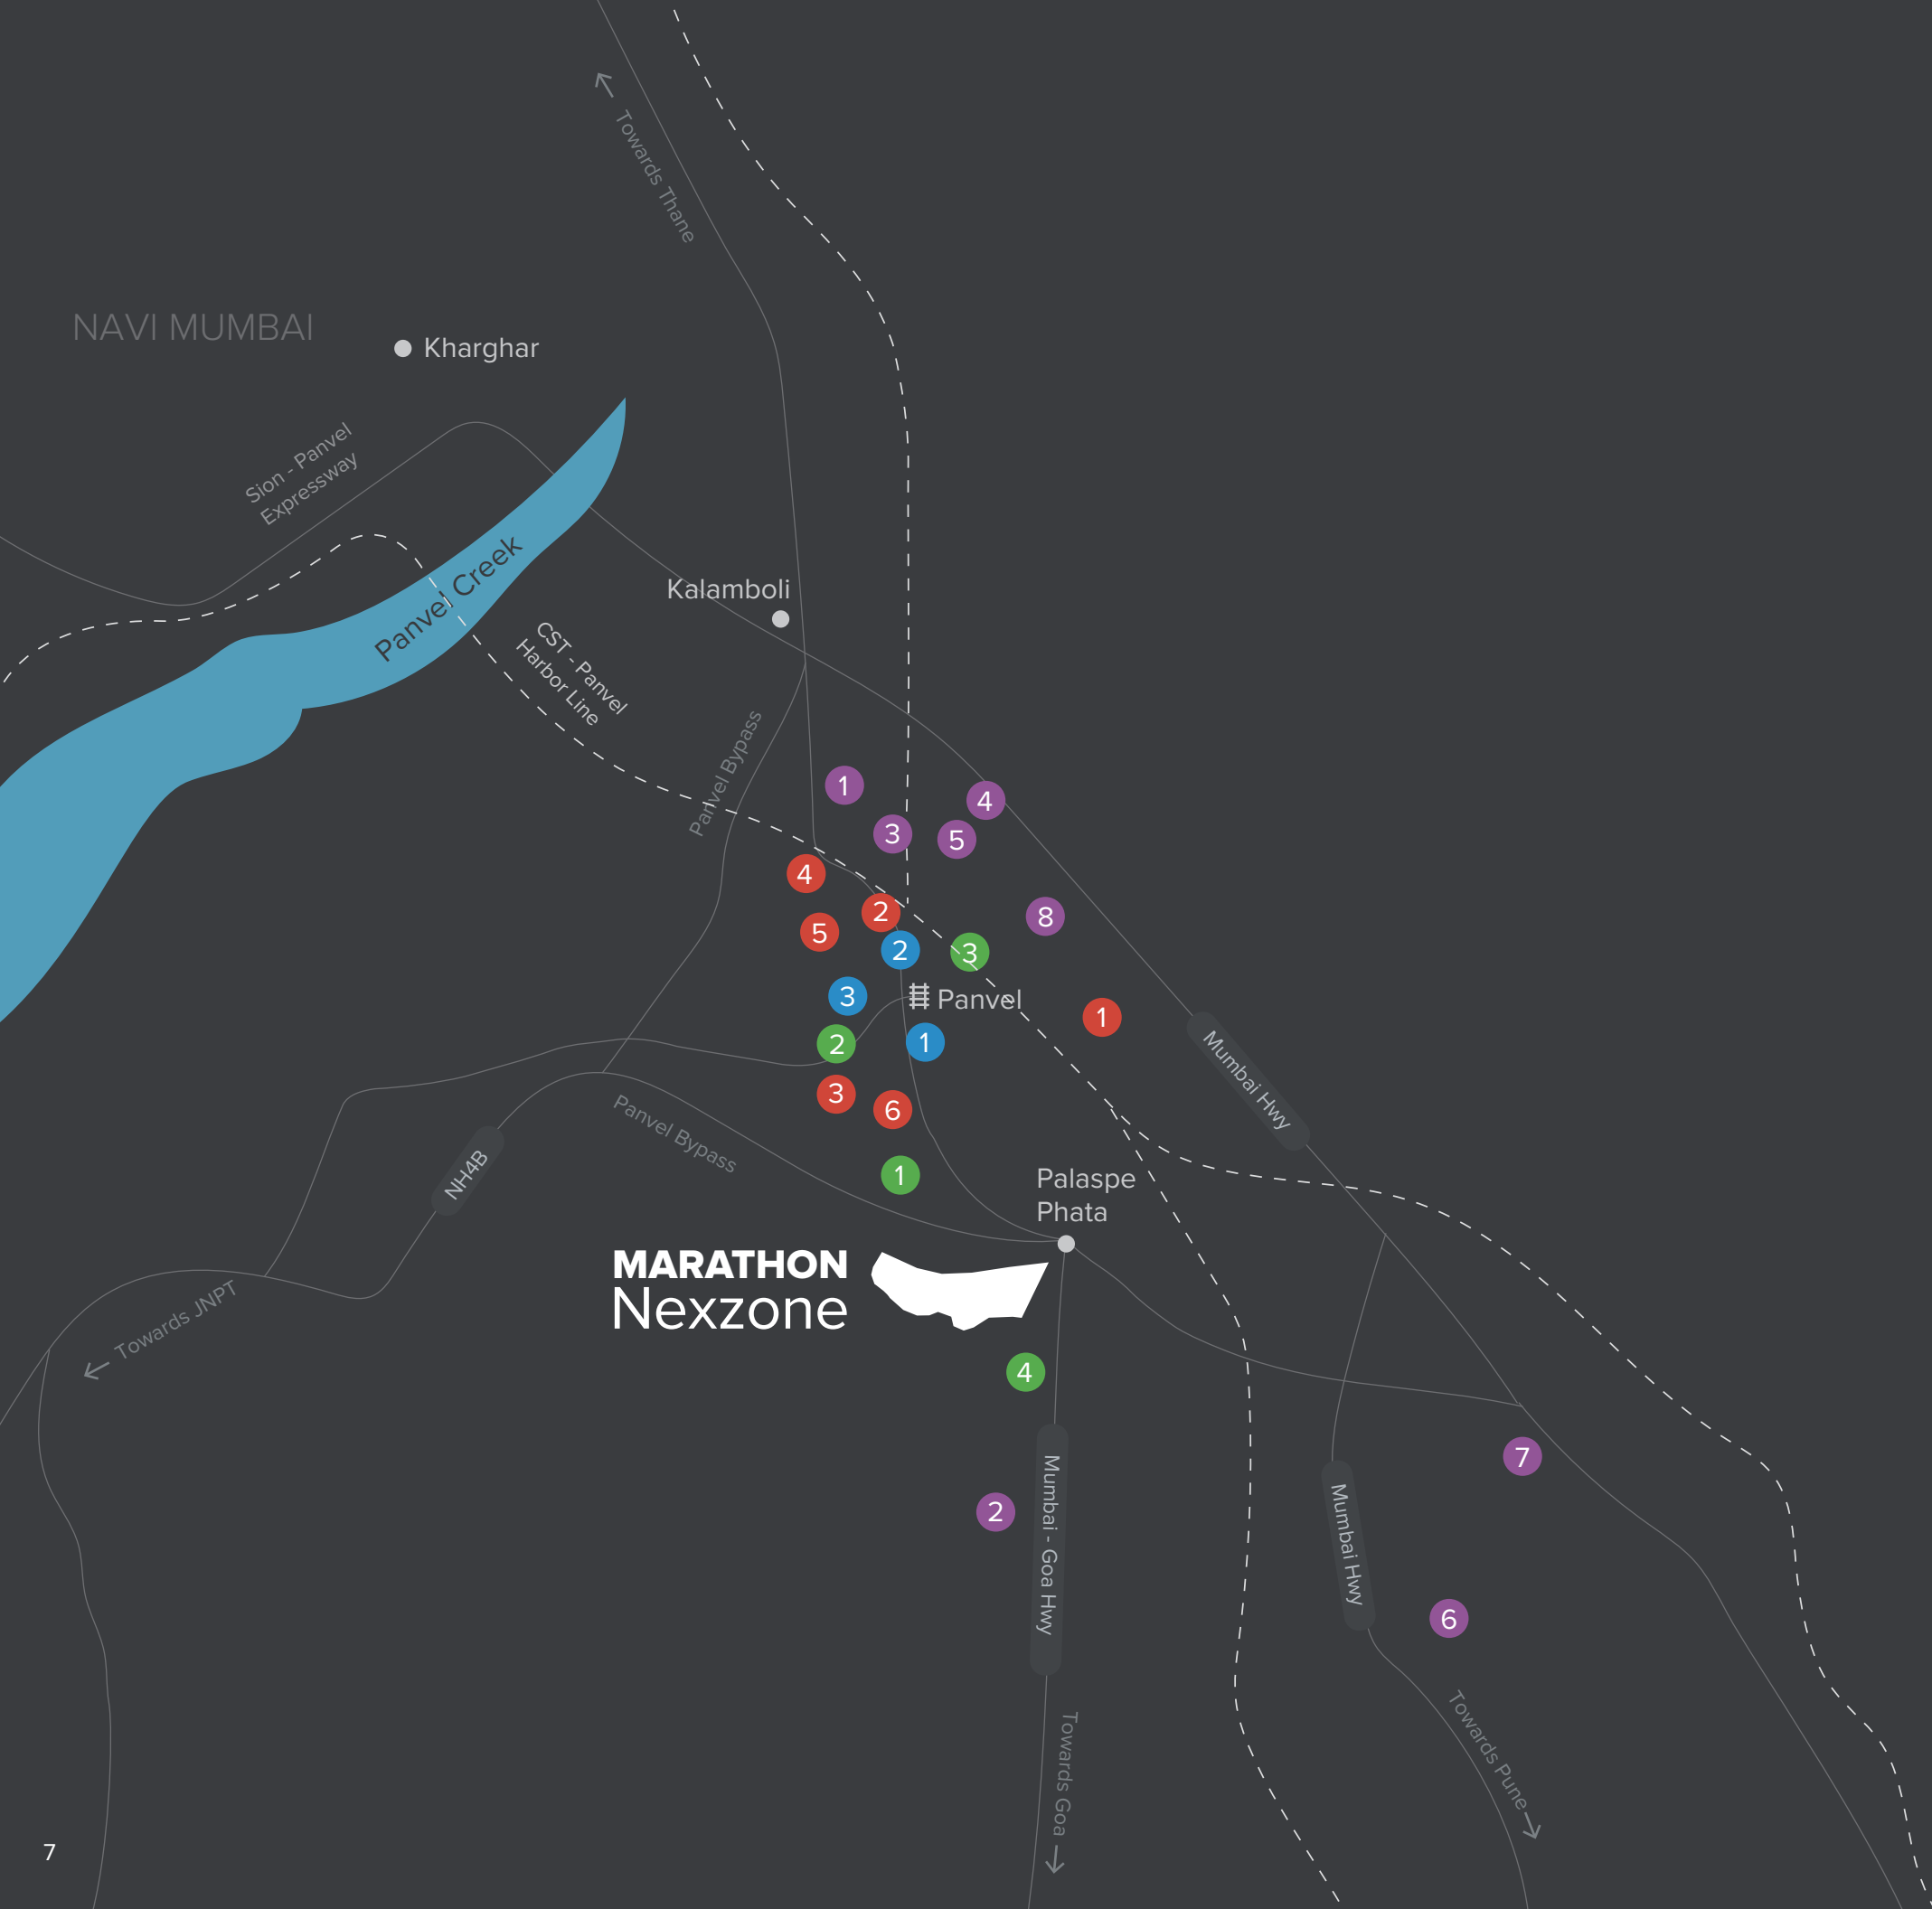 Towards Thane
NAVI MUMBAI
Kharghar
Sion - Panvel
Expressway
Panvel Creek
Kalamboli
CST - Panvel
Harbor Line
Panvel Bypass
1
4
3
5
4
2
8
5
2
3
3
Panvel
1
2
1
Mumbai Hwy
3
6
Panvel Bypass
NH4B
1
Palaspe
Phata
MARATHON
Nexzone
Towards JNPT
4
7
2
Mumbai - Goa Hwy
Mumbai Hwy
6
Towards Goa
Towards Pune
7